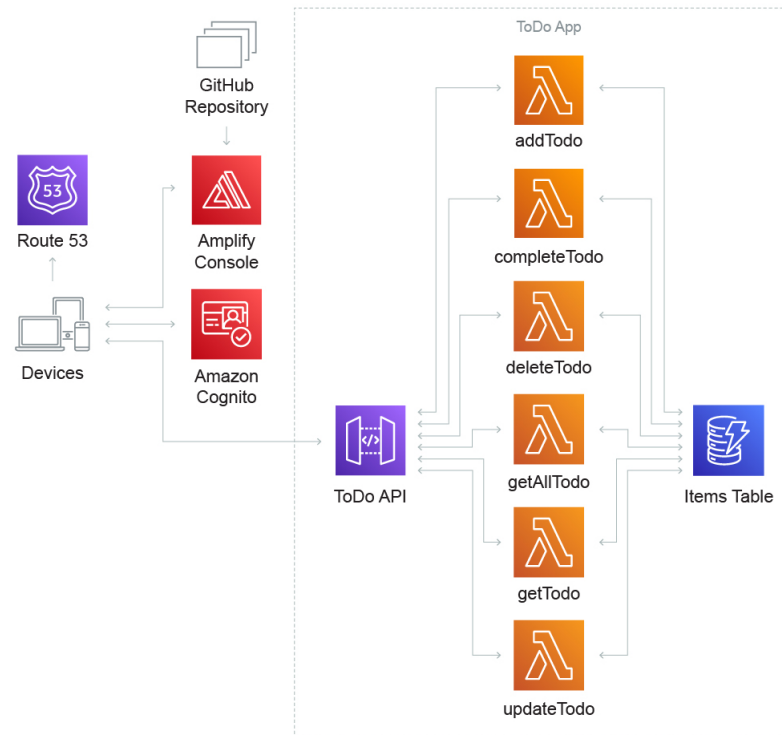 ToDo App
GitHub
Repository
addTodo
53
Route 53
Amplify
Console
completeTodo
Devices
Amazon
Cognito
deleteTodo
</>
ToDo API
getAllTodo
Items Table
getTodo
updateTodo